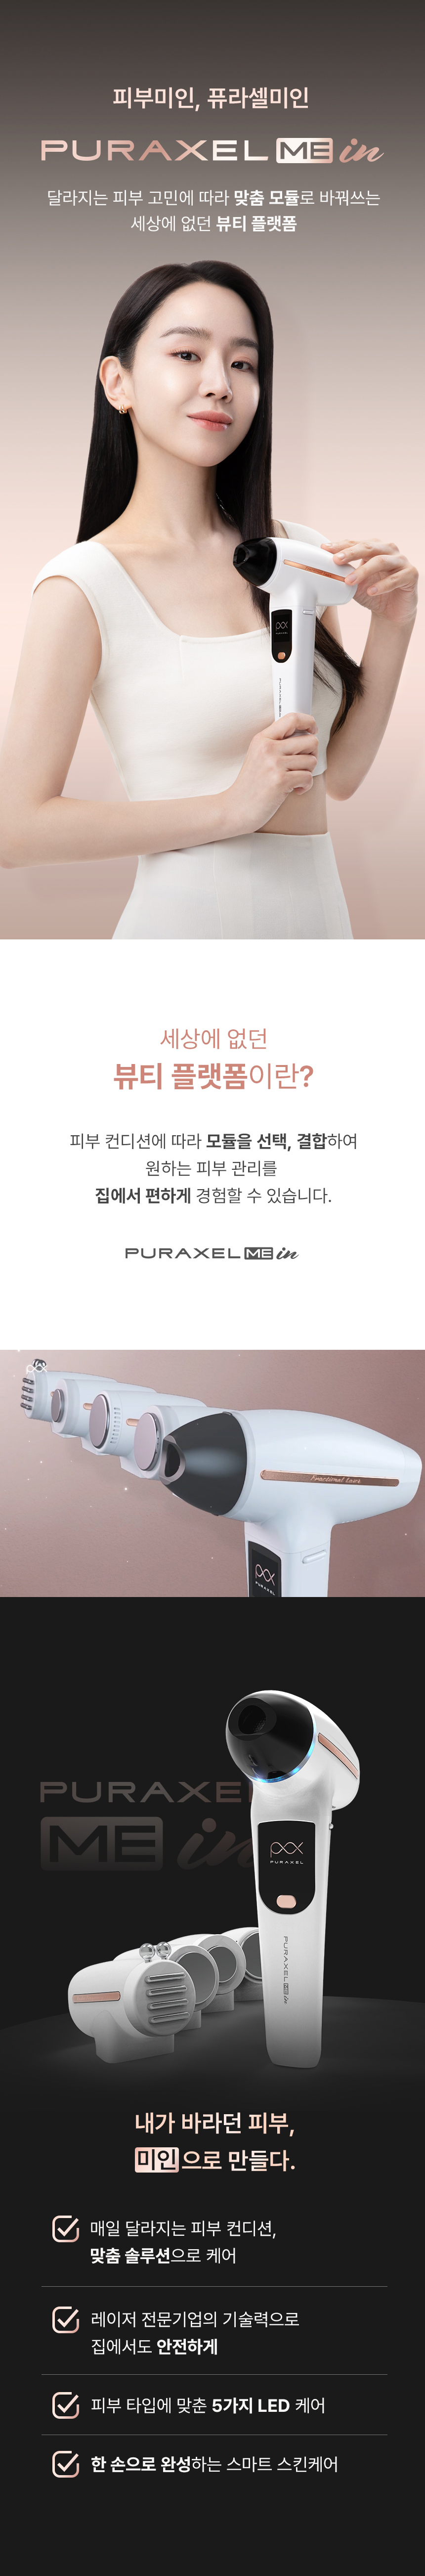 피부미인, 퓨라셀미인
PURAXEL ME in
달라지는 피부 고민에 따라 맞춤 모듈로 바꿔쓰는
세상에 없던 뷰티 플랫폼
세상에 없던
뷰티 플랫폼이란?
피부 컨디션에 따라 모듈을 선택, 결합하여
원하는 피부 관리를
집에서 편하게 경험할 수 있습니다.
PURAXEL ME in
Fractional Laser
PURAXEL
PURAXEL
ME in
PURAXEL
PURAXEL ME in
내가 바라던 피부,
미인으로 만들다.
매일 달라지는 피부 컨디션,
맞춤 솔루션으로 케어
레이저 전문기업의 기술력으로
집에서도 안전하게
피부 타입에 맞춘 5가지 LED 케어
한 손으로 완성하는 스마트 스킨케어